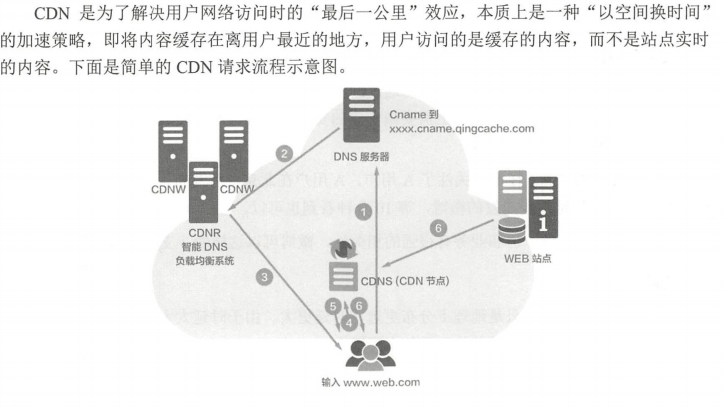 CDN 是为了解决用户网络访问时的“最后一公里”效应，本质上是一种“以空间换时间”
的加速策略，即将内容缓存在离用户最近的地方，用户访问的是缓存的内容，而不是站点实时
的内容。下面是简单的 CDN 请求流程示意图。
Cname 到
xxxx.cname.qingcache.com
DNS 服务器
2
CDNW
CDNW
1
6
CDNR
智能 DNS
负载均衡系统
WEB 站点
3
CDNS (CDN 节点)
5
6
4
输入 www.web.com